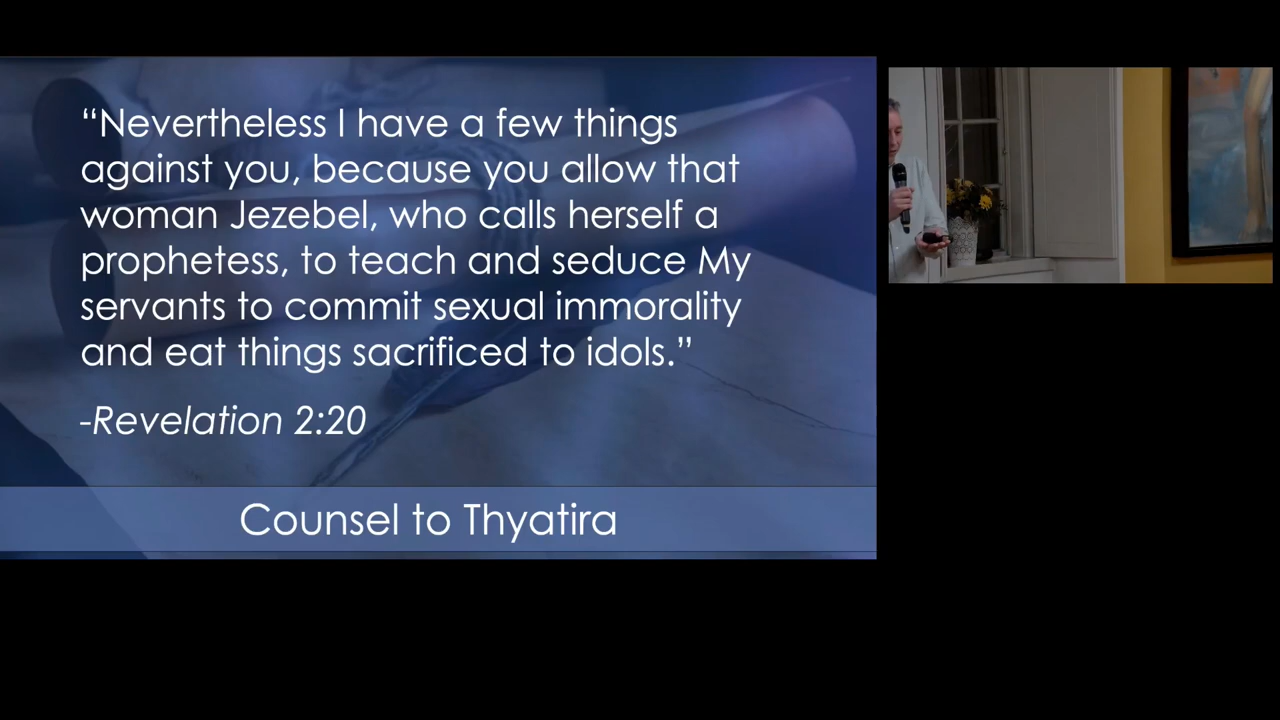 “Nevertheless I have a few things
against you, because you allow that
woman Jezebel, who calls herself a
prophetess, to teach and seduce My
servants to commit sexual immorality
and eat things sacrificed to idols.”
-Revelation 2:20
Counsel to Thyatira